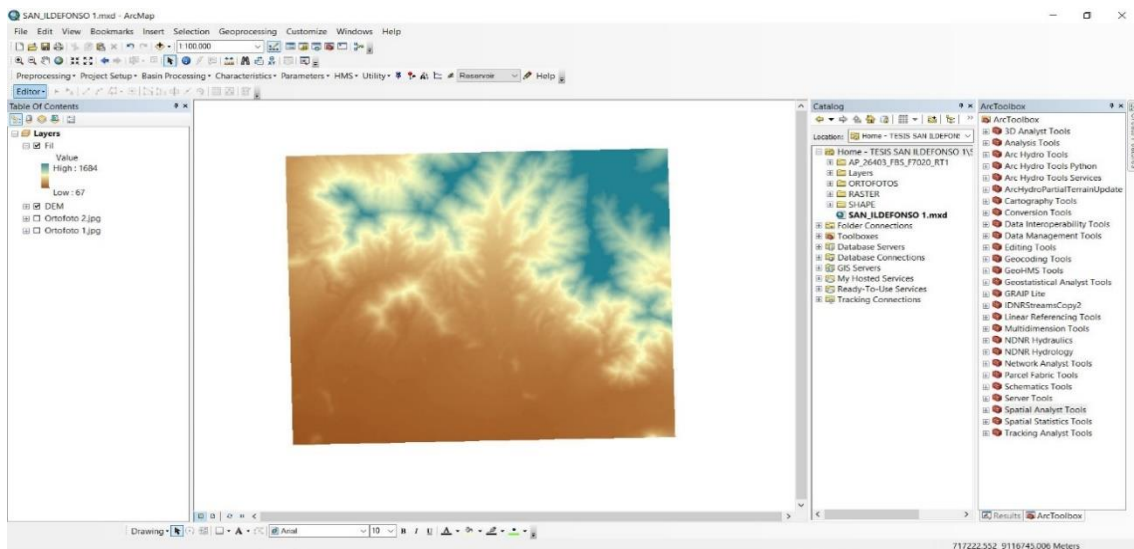 SAN_ILDEFONSO 1.mxd - ArcMap
File Edit View Bookmarks Insert Selection Geoprocessing Customize Windows Help
1:100.000
Preprocessing Project Setup Basin Processing Characteristics Parameters HMS Utility Reservoir Help
Editor
Table Of Contents
Layers
Fil
Value
High : 1684
Low : 67
DEM
Ortofoto 2.jpg
Ortofoto 1.jpg
Catalog
Location: Home - TESIS SAN ILDEFONS
Home - TESIS SAN ILDEFONSO 1\S
AP_26403_FBS_F7020_RT1
Layers
ORTOFOTOS
RASTER
SHAPE
SAN_ILDEFONSO 1.mxd
Folder Connections
Toolboxes
Database Servers
Database Connections
GIS Servers
My Hosted Services
Ready-To-Use Services
Tracking Connections
ArcToolbox
ArcToolbox
3D Analyst Tools
Analysis Tools
Arc Hydro Tools
Arc Hydro Tools Python
Arc Hydro Tools Services
ArcHydroPartialTerrainUpdate
Cartography Tools
Conversion Tools
Data Interoperability Tools
Data Management Tools
Editing Tools
Geocoding Tools
GeoHMS Tools
Geostatistical Analyst Tools
GRAIP Lite
IDNRStreamsCopy2
Linear Referencing Tools
Multidimension Tools
NDNR Hydraulics
NDNR Hydrology
Network Analyst Tools
Parcel Fabric Tools
Schematics Tools
Server Tools
Spatial Analyst Tools
Spatial Statistics Tools
Tracking Analyst Tools
Results ArcToolbox
Drawing A Arial 10 B I U A
717222.552 9116745.006 Meters